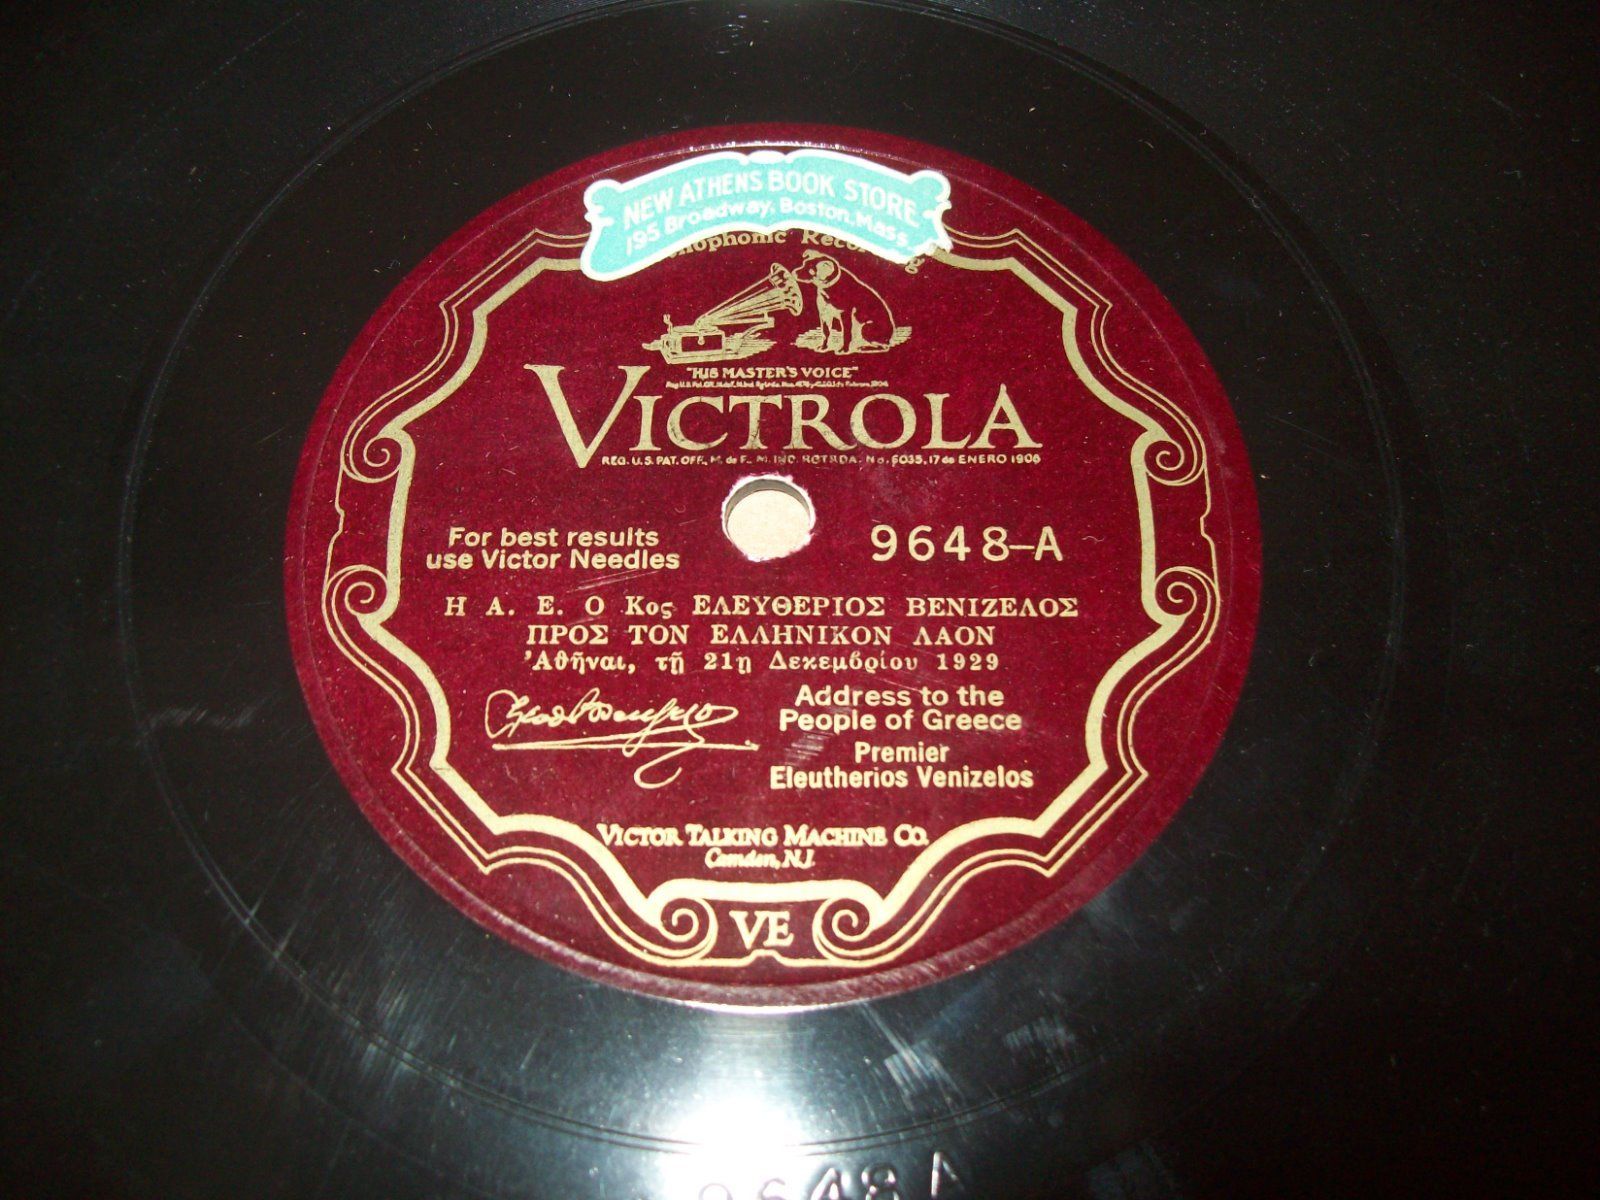 NEW ATHENS BOOK STORE
195 Broadway, Boston, Mass.
"HIS MASTER'S VOICE"
VICTROLA
REG. U.S. PAT. OFF. M. de F. M. IND. RGTRDA. No. 6035, 17 de ENERO 1906
For best results
use Victor Needles
9648-A
Η Α. Ε. Ο Κος ΕΛΕΥΘΕΡΙΟΣ ΒΕΝΙΖΕΛΟΣ
ΠΡΟΣ ΤΟΝ ΕΛΛΗΝΙΚΟΝ ΛΑΟΝ
Ἀθῆναι, τῇ 21η Δεκεμβρίου 1929
Address to the
People of Greece
Premier
Eleutherios Venizelos
VICTOR TALKING MACHINE CO.
Camden, N.J.
VE
9648 A